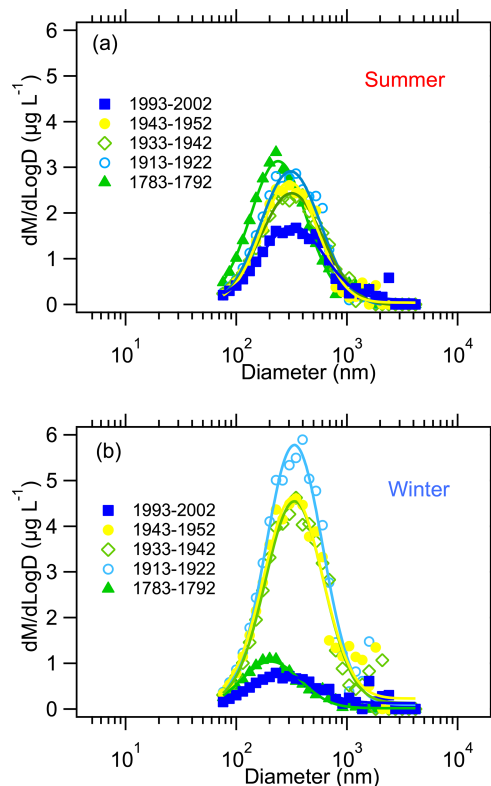 6
(a)
Summer
5
1993-2002
4
1943-1952
1933-1942
3
1913-1922
1783-1792
2
1
0
dM/dLogD (µg L⁻¹)
10¹ 10² 10³ 10⁴
Diameter (nm)
6
(b)
Winter
5
1993-2002
4
1943-1952
1933-1942
3
1913-1922
1783-1792
2
1
0
dM/dLogD (µg L⁻¹)
10¹ 10² 10³ 10⁴
Diameter (nm)